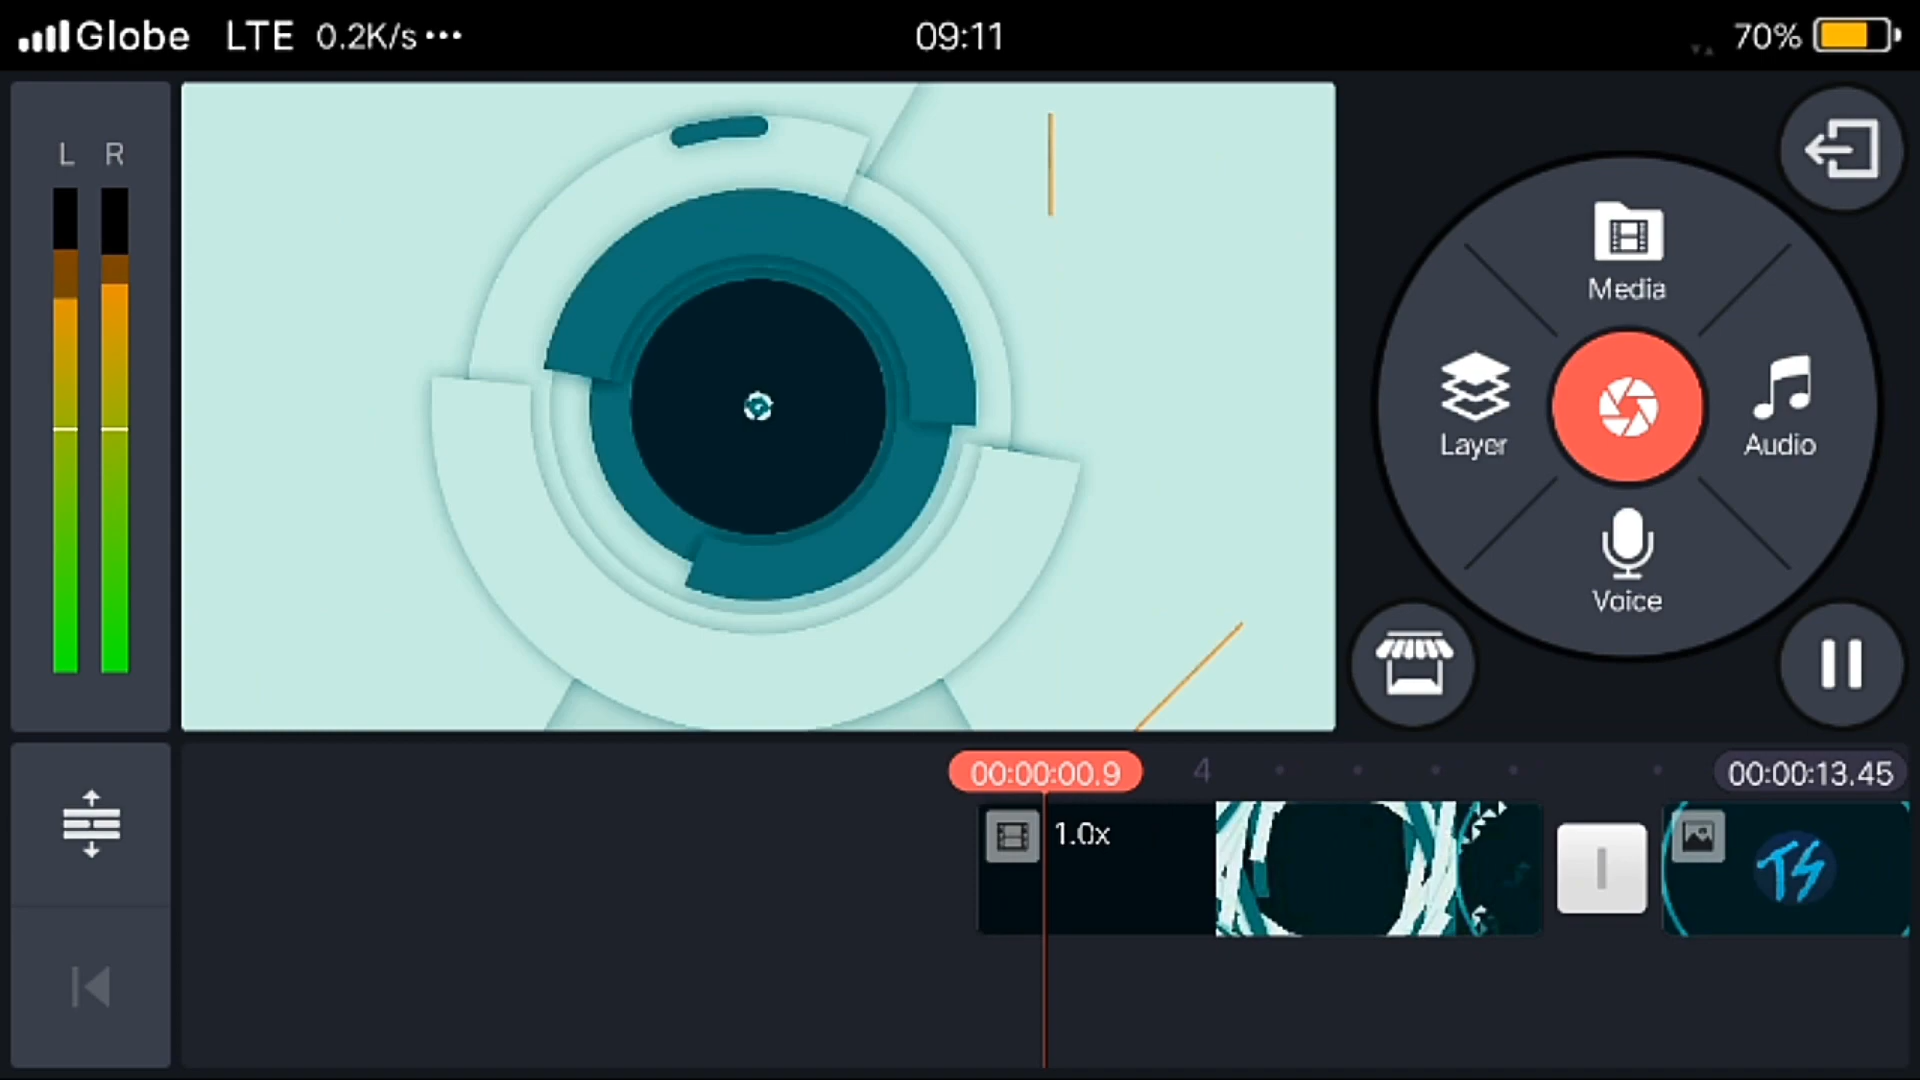 Globe LTE 0.2K/s ••• 09:11 70%
L R
Media
Layer
Audio
Voice
00:00:00.9 4 00:00:13.45
1.0x
TS